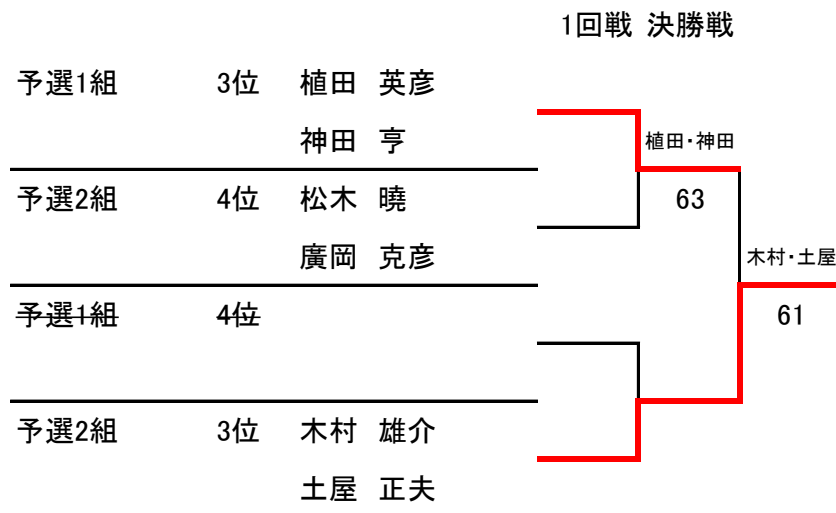 1回戦 決勝戦
予選1組 3位 植田 英彦
神田 亨
植田・神田
予選2組 4位 松木 曉
63
廣岡 克彦
木村・土屋
予選1組 4位
61
予選2組 3位 木村 雄介
土屋 正夫